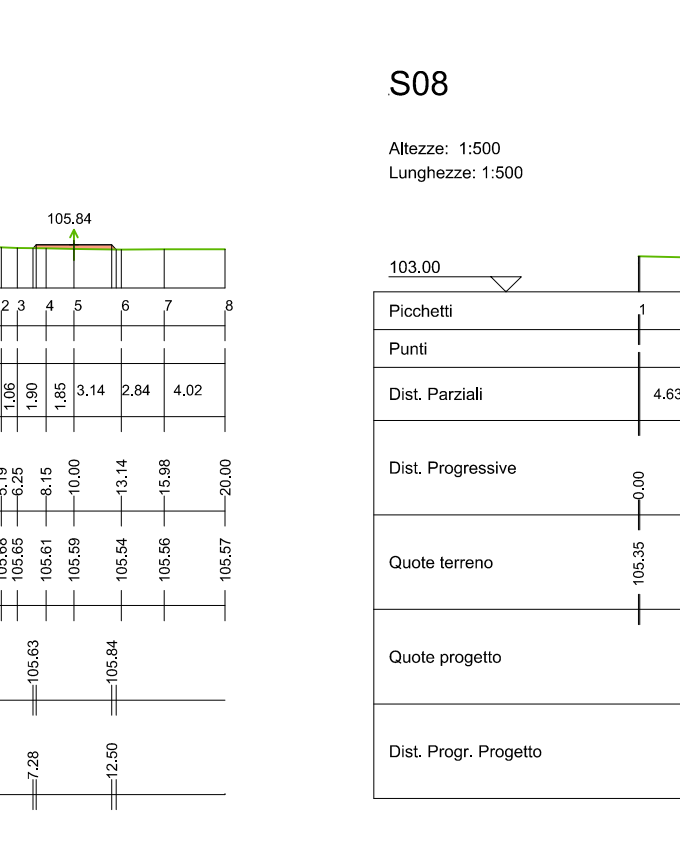 S08
Altezze: 1:500
Lunghezze: 1:500
105.84
103.00
2 3 4 5 6 7 8
1.06 1.90 1.85 3.14 2.84 4.02
6.25 8.15 10.00 13.14 15.98 20.00
105.65 105.61 105.59 105.54 105.56 105.57
105.63 105.84
7.28 12.50
Picchetti 1
Punti
Dist. Parziali 4.63
Dist. Progressive 0.00
Quote terreno 105.35
Quote progetto
Dist. Progr. Progetto